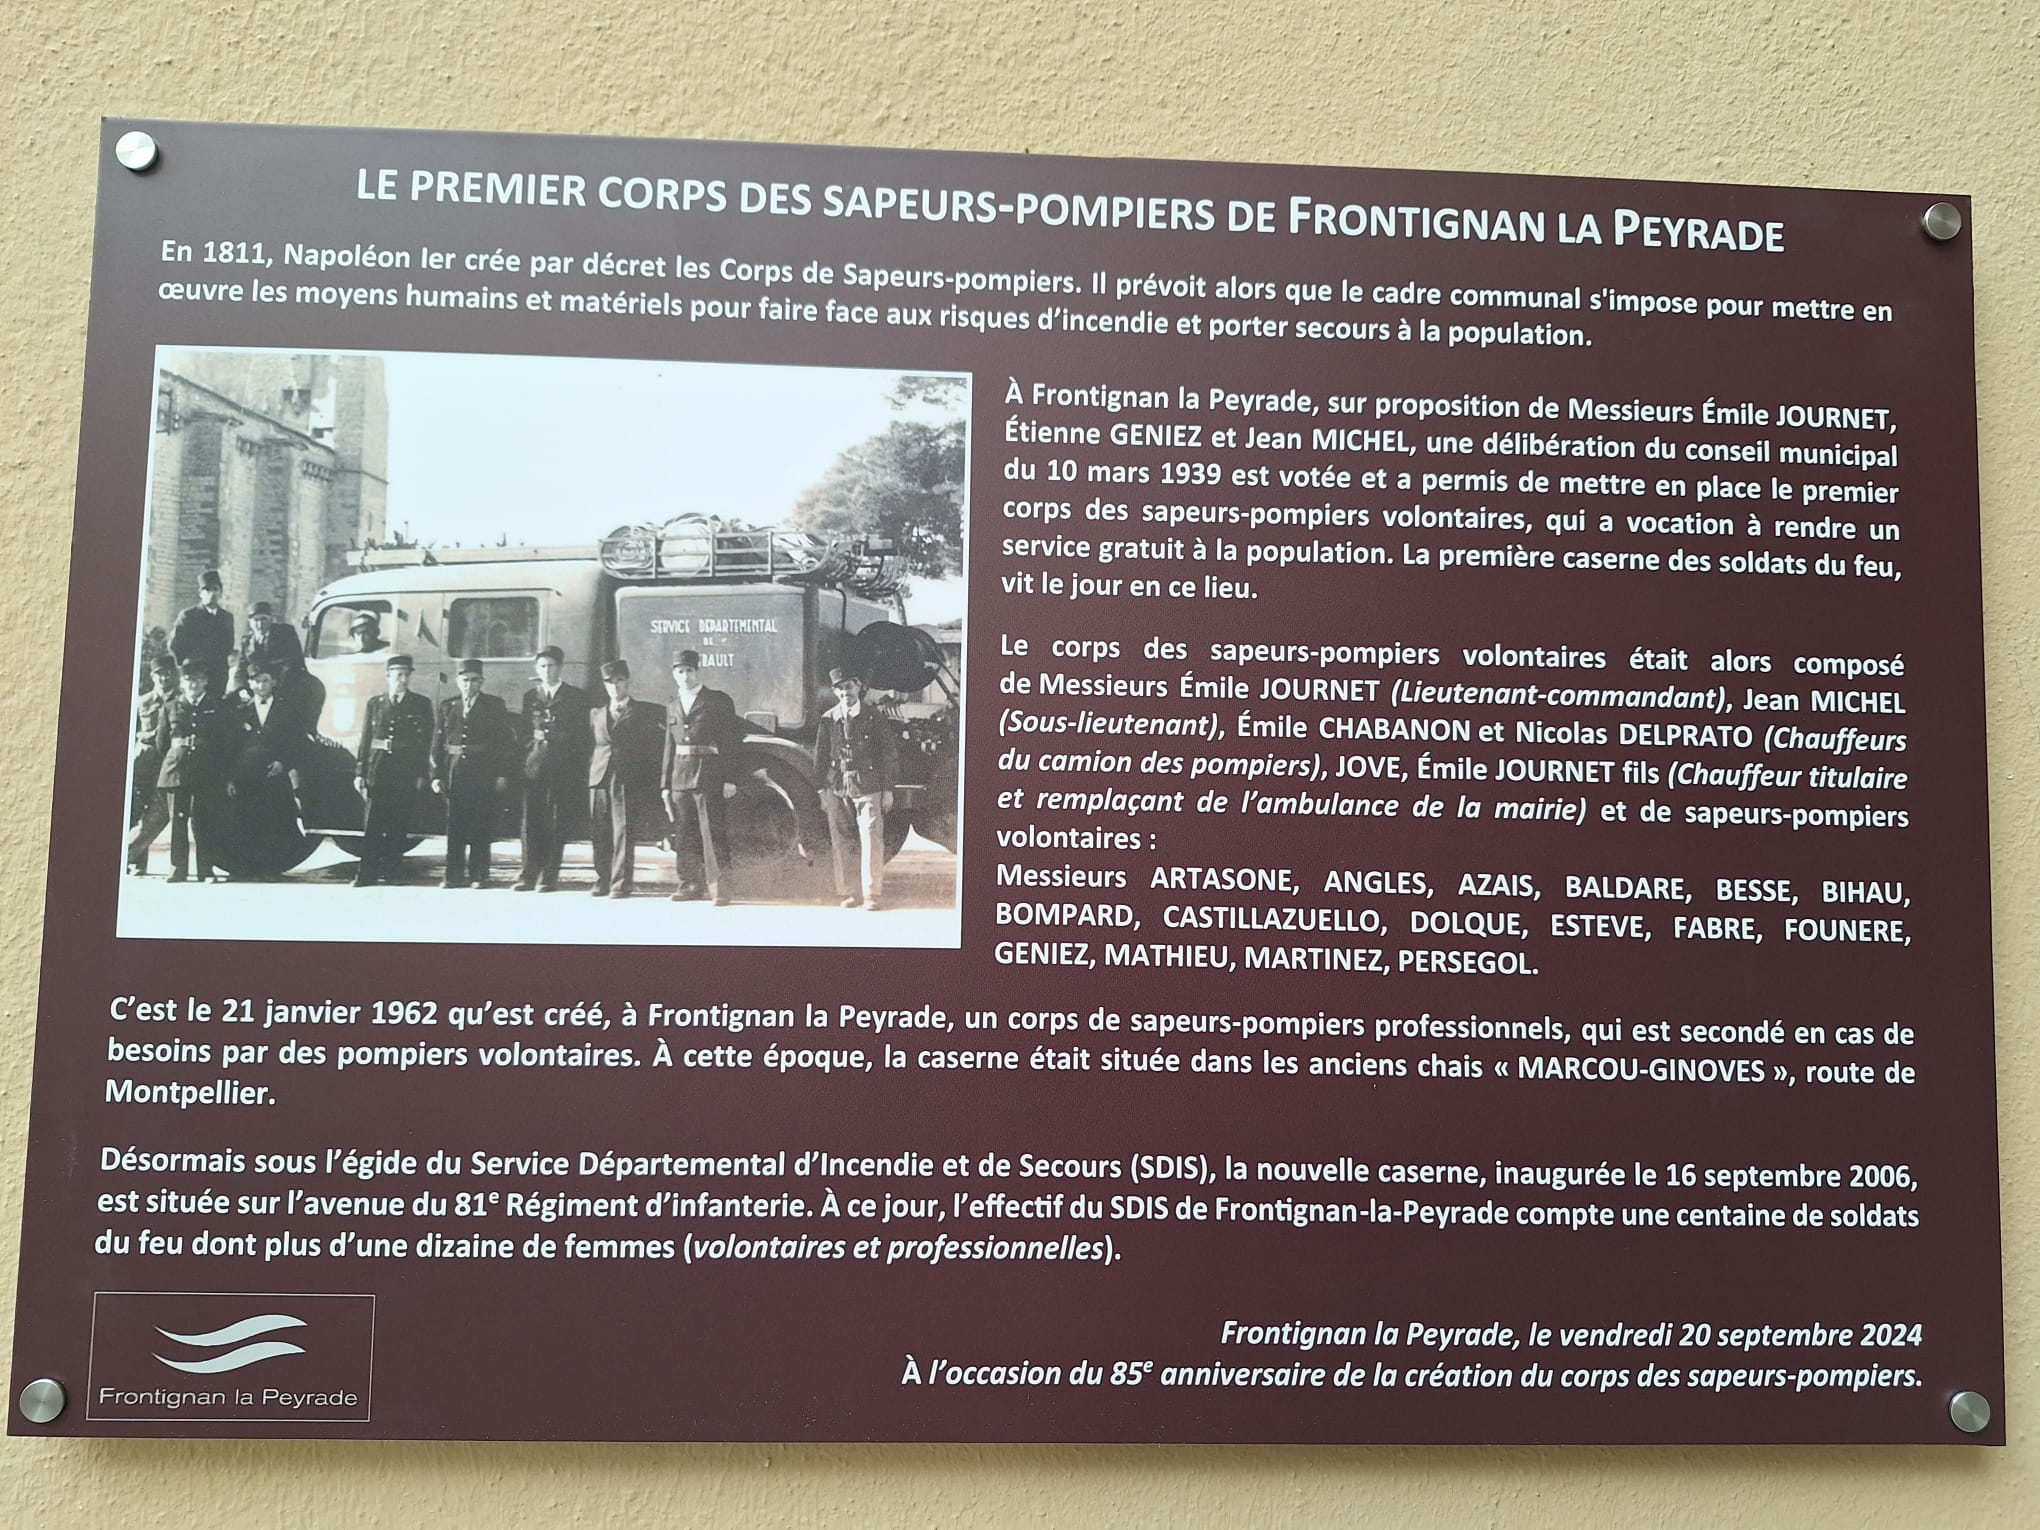 LE PREMIER CORPS DES SAPEURS-POMPIERS DE FRONTIGNAN LA PEYRADE
En 1811, Napoléon Ier crée par décret les Corps de Sapeurs-pompiers. Il prévoit alors que le cadre communal s'impose pour mettre en
œuvre les moyens humains et matériels pour faire face aux risques d’incendie et porter secours à la population.
SERVICE DEPARTEMENTAL
DE
RAULT
À Frontignan la Peyrade, sur proposition de Messieurs Émile JOURNET,
Étienne GENIEZ et Jean MICHEL, une délibération du conseil municipal
du 10 mars 1939 est votée et a permis de mettre en place le premier
corps des sapeurs-pompiers volontaires, qui a vocation à rendre un
service gratuit à la population. La première caserne des soldats du feu,
vit le jour en ce lieu.
Le corps des sapeurs-pompiers volontaires était alors composé
de Messieurs Émile JOURNET (Lieutenant-commandant), Jean MICHEL
(Sous-lieutenant), Émile CHABANON et Nicolas DELPRATO (Chauffeurs
du camion des pompiers), JOVE, Émile JOURNET fils (Chauffeur titulaire
et remplaçant de l’ambulance de la mairie) et de sapeurs-pompiers
volontaires :
Messieurs ARTASONE, ANGLES, AZAIS, BALDARE, BESSE, BIHAU,
BOMPARD, CASTILLAZUELLO, DOLQUE, ESTEVE, FABRE, FOUNERE,
GENIEZ, MATHIEU, MARTINEZ, PERSEGOL.
C’est le 21 janvier 1962 qu’est créé, à Frontignan la Peyrade, un corps de sapeurs-pompiers professionnels, qui est secondé en cas de
besoins par des pompiers volontaires. À cette époque, la caserne était située dans les anciens chais « MARCOU-GINOVES », route de
Montpellier.
Désormais sous l’égide du Service Départemental d’Incendie et de Secours (SDIS), la nouvelle caserne, inaugurée le 16 septembre 2006,
est située sur l’avenue du 81e Régiment d’infanterie. À ce jour, l’effectif du SDIS de Frontignan-la-Peyrade compte une centaine de soldats
du feu dont plus d’une dizaine de femmes (volontaires et professionnelles).
Frontignan la Peyrade, le vendredi 20 septembre 2024
À l’occasion du 85e anniversaire de la création du corps des sapeurs-pompiers.
Frontignan la Peyrade